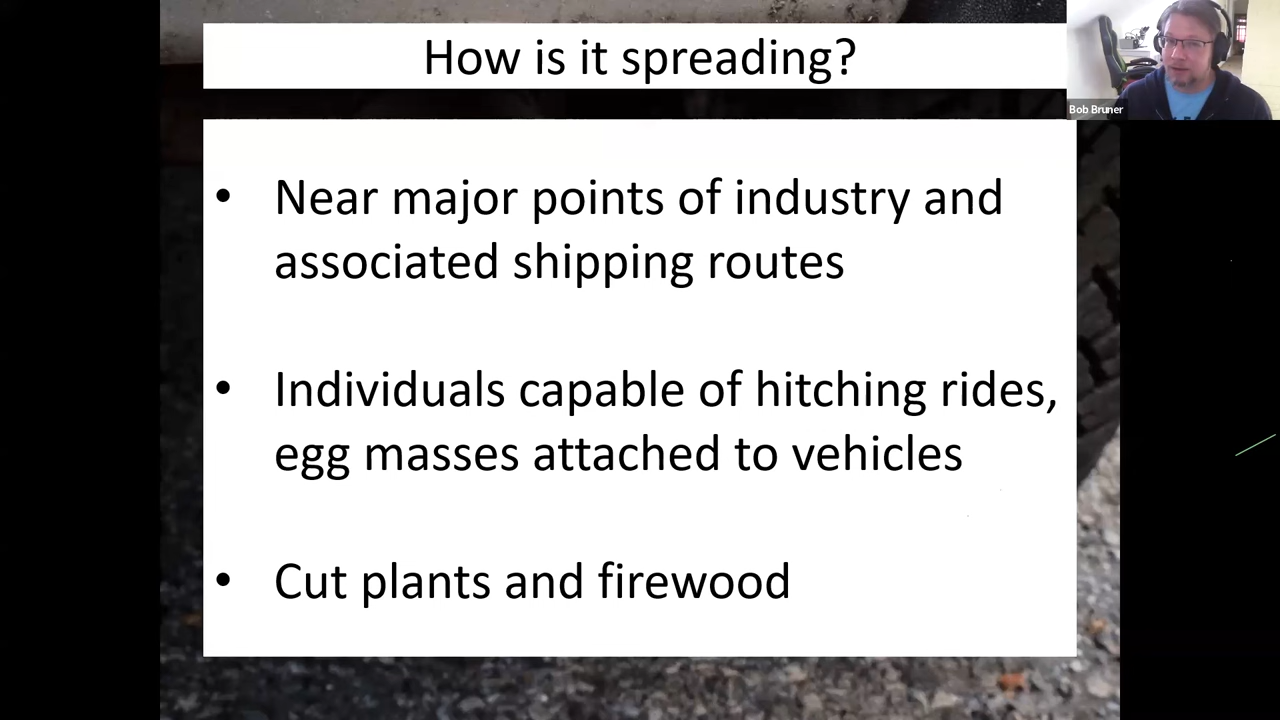 How is it spreading?
Bob Bruner
• Near major points of industry and
associated shipping routes
• Individuals capable of hitching rides,
egg masses attached to vehicles
• Cut plants and firewood